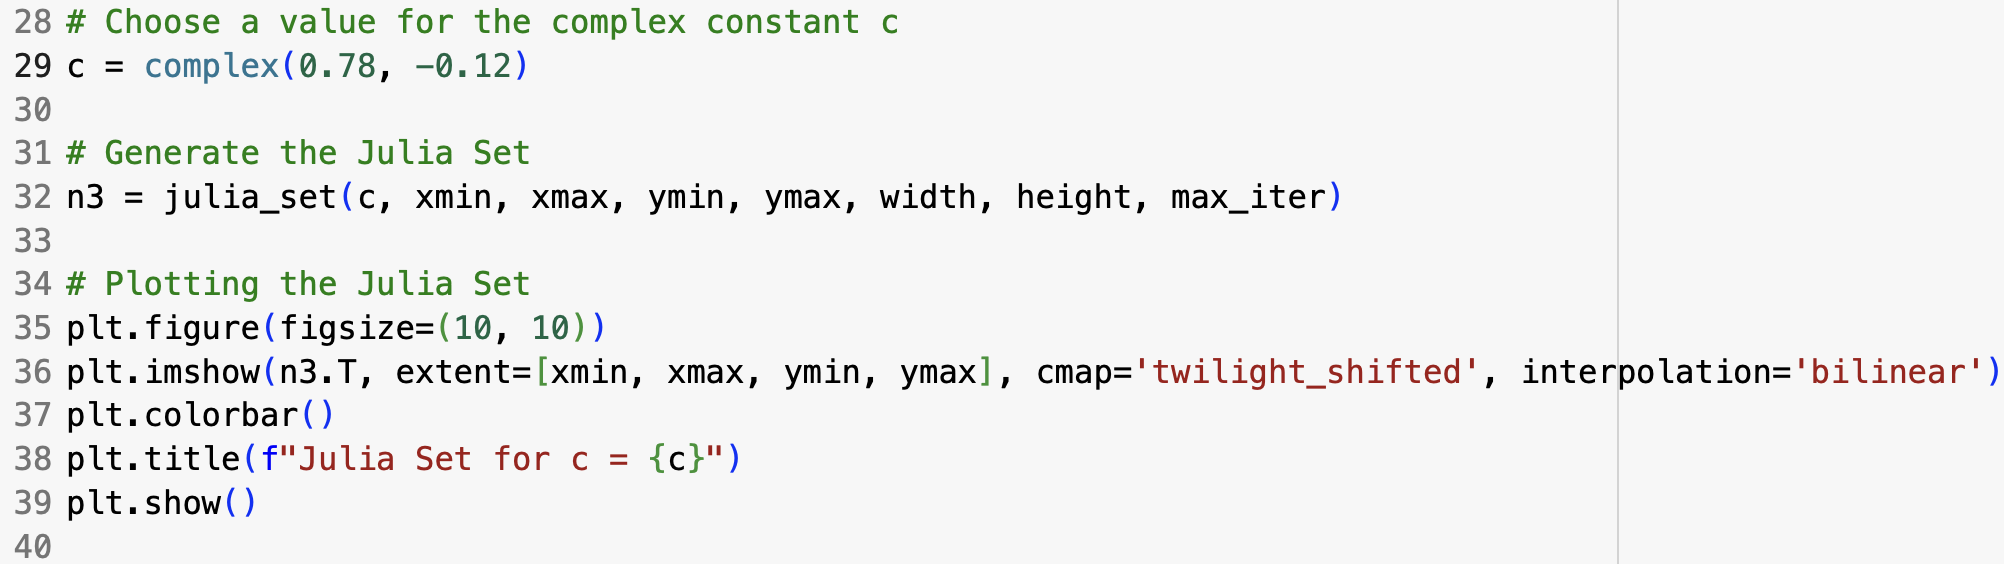 28 # Choose a value for the complex constant c
29 c = complex(0.78, -0.12)
30
31 # Generate the Julia Set
32 n3 = julia_set(c, xmin, xmax, ymin, ymax, width, height, max_iter)
33
34 # Plotting the Julia Set
35 plt.figure(figsize=(10, 10))
36 plt.imshow(n3.T, extent=[xmin, xmax, ymin, ymax], cmap='twilight_shifted', interpolation='bilinear')
37 plt.colorbar()
38 plt.title(f"Julia Set for c = {c}")
39 plt.show()
40